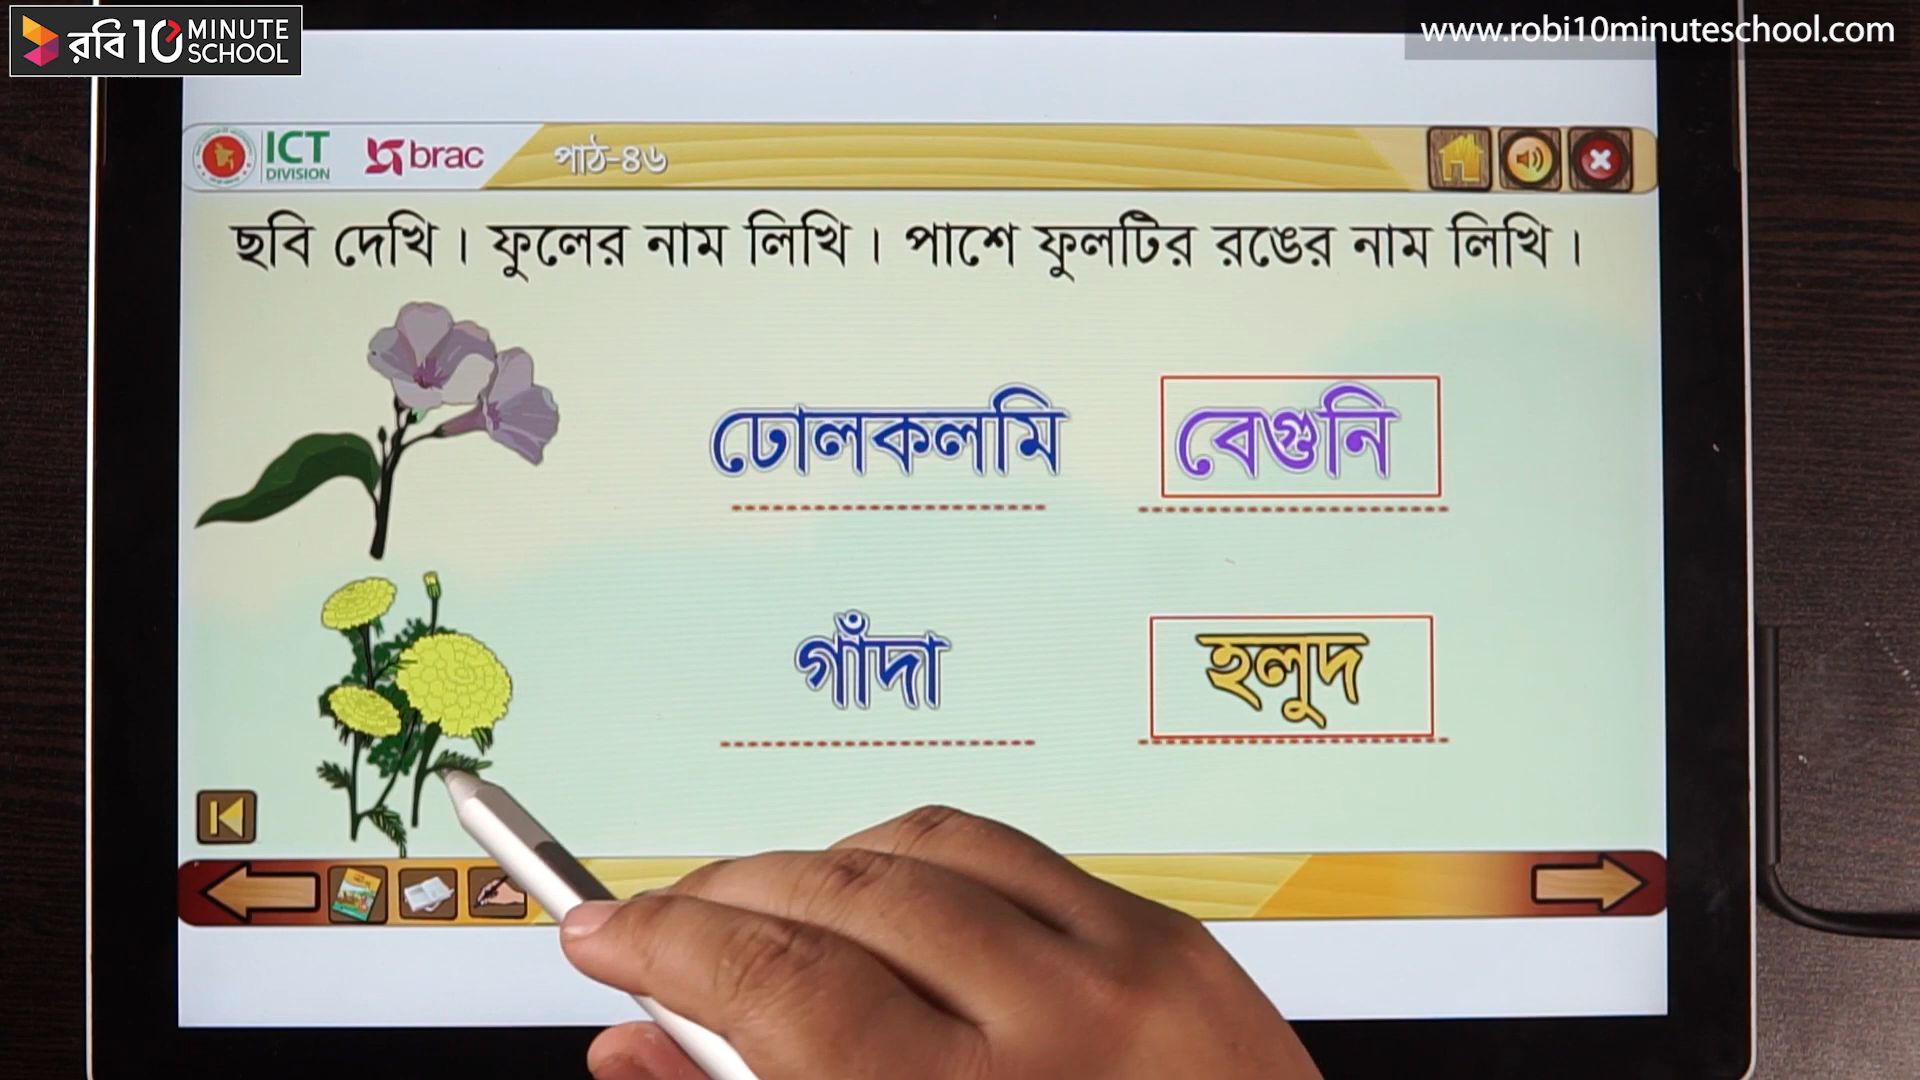 রবি 10 MINUTE SCHOOL
www.robi10minuteschool.com
ICT DIVISION
brac
পাঠ-৪৬
ছবি দেখি। ফুলের নাম লিখি। পাশে ফুলটির রঙের নাম লিখি।
ঢোলকলমি বেগুনি
গাঁদা হলুদ